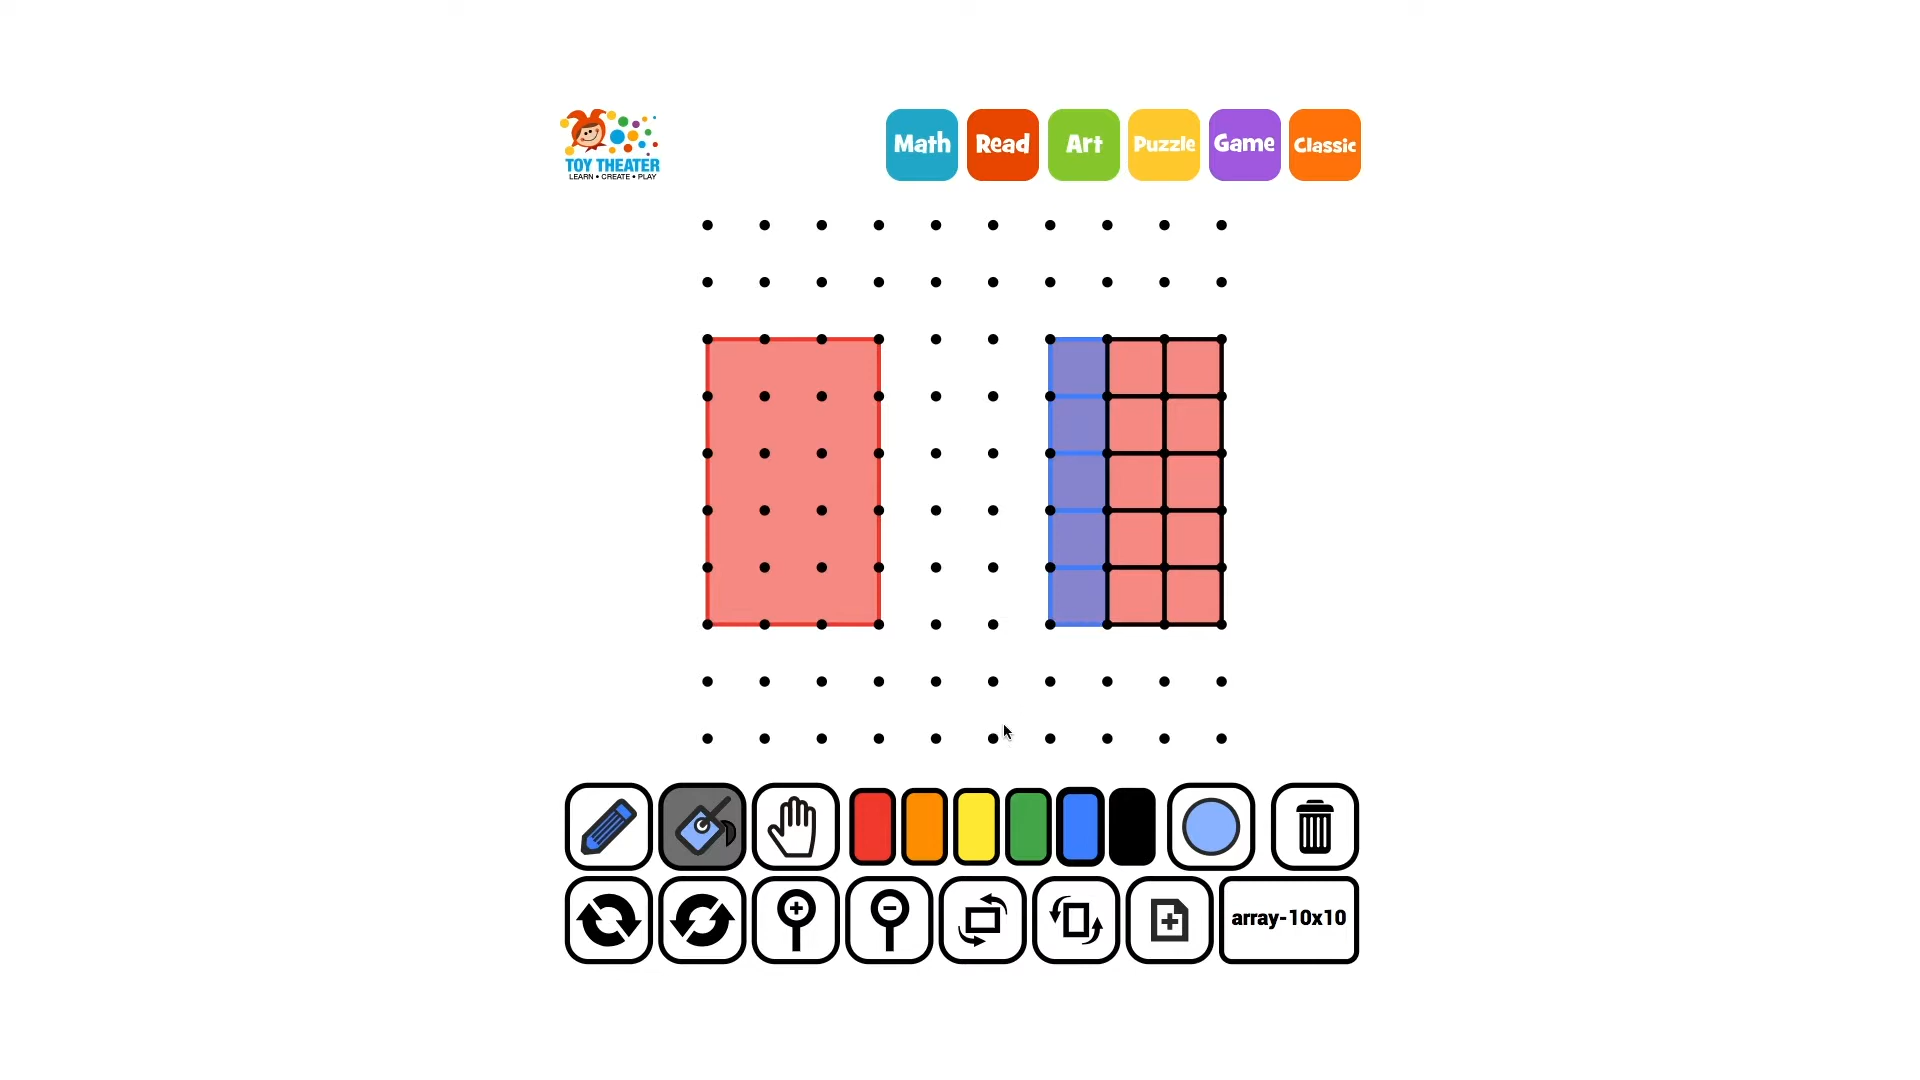 TOY THEATER
LEARN • CREATE • PLAY
Math
Read
Art
Puzzle
Game
Classic
array-10x10